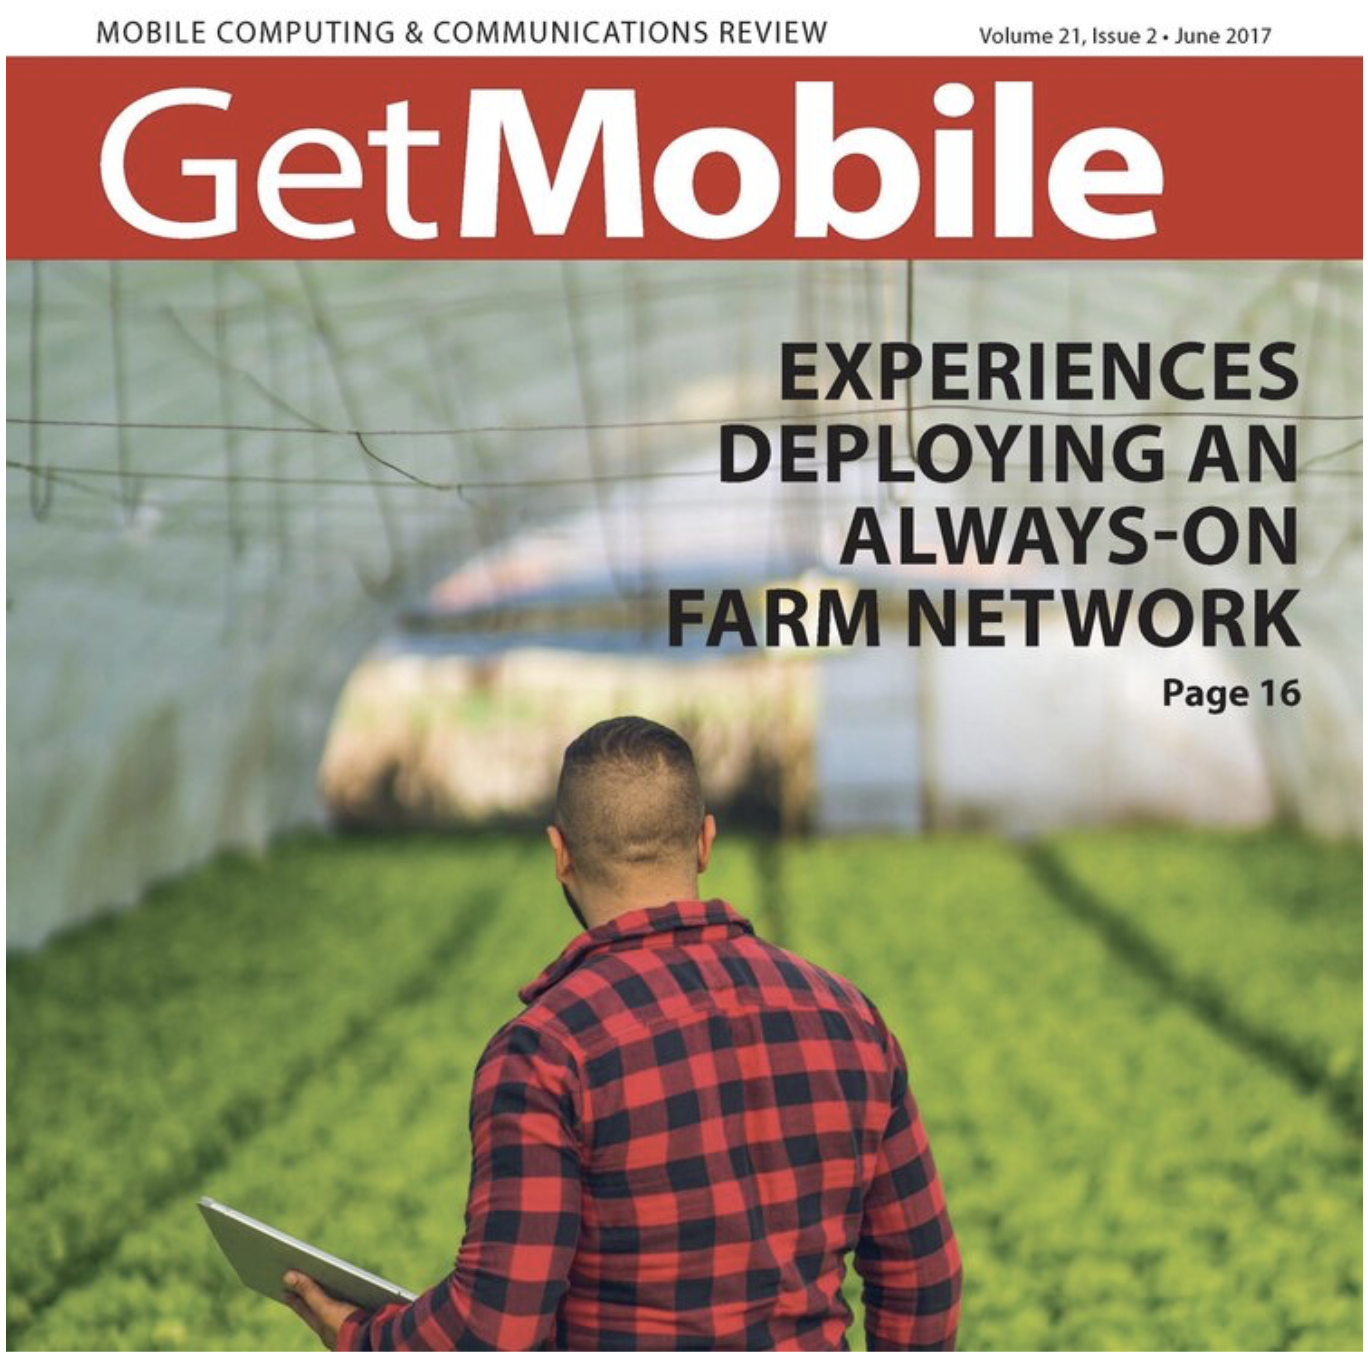 MOBILE COMPUTING & COMMUNICATIONS REVIEW
Volume 21, Issue 2 • June 2017
GetMobile
EXPERIENCES
DEPLOYING AN
ALWAYS-ON
FARM NETWORK
Page 16